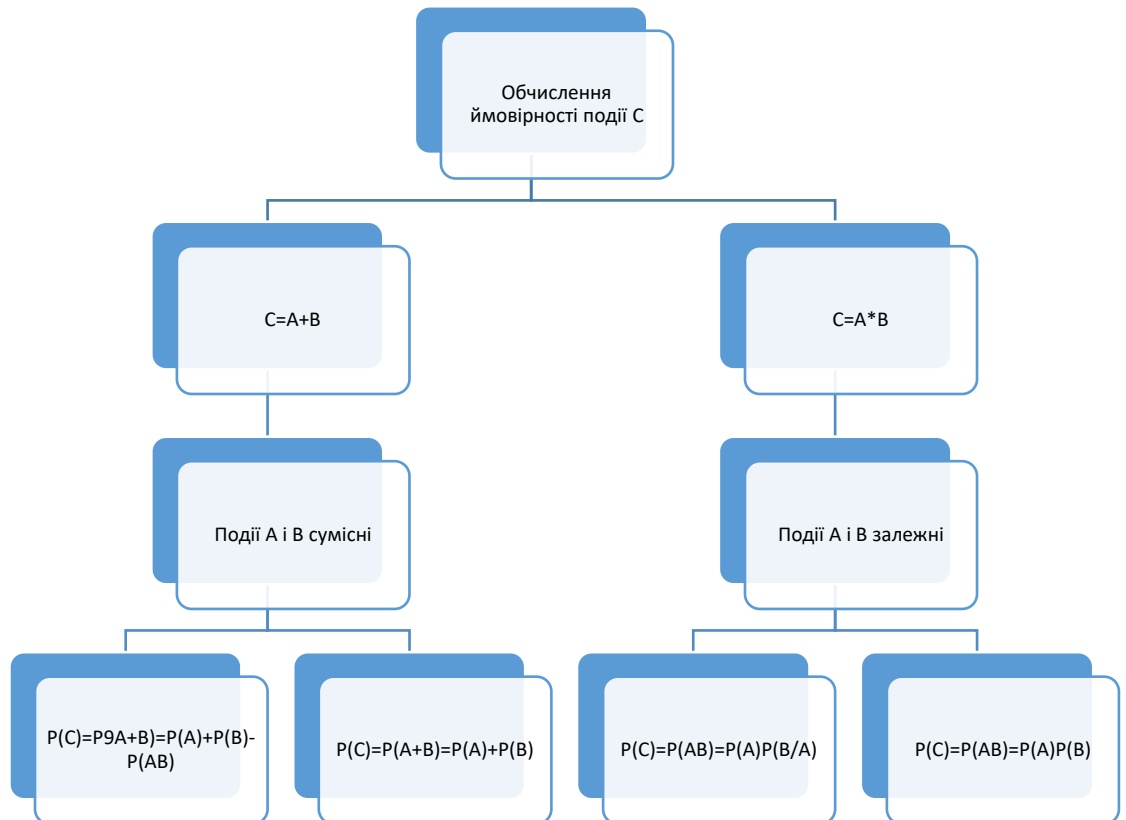 Обчислення
ймовірності події С
С=А+В
С=А*В
Події А і В сумісні
Події А і В залежні
Р(С)=Р9А+В)=Р(А)+Р(В)-
Р(АВ)
Р(С)=Р(А+В)=Р(А)+Р(В)
Р(С)=Р(АВ)=Р(А)Р(В/А)
Р(С)=Р(АВ)=Р(А)Р(В)